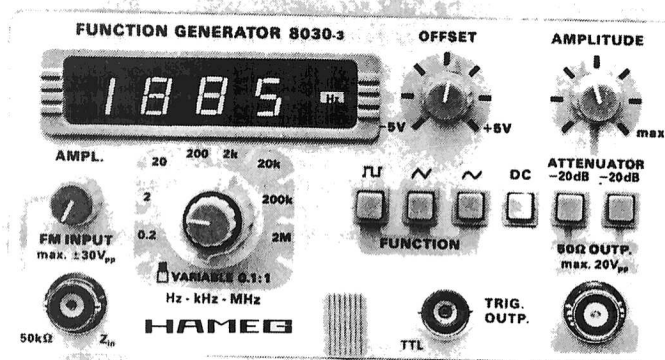 FUNCTION GENERATOR 8030-3
OFFSET
AMPLITUDE
1885 Hz
-5V
+5V
max
AMPL.
20
200
2k
20k
2
200k
0.2
2M
ATTENUATOR
-20dB -20dB
DC
FM INPUT
max. ±30Vpp
FUNCTION
50Ω OUTP.
max. 20Vpp
VARIABLE 0.1:1
Hz - kHz - MHz
HAMEG
50kΩ
Zin
TTL
TRIG.
OUTP.